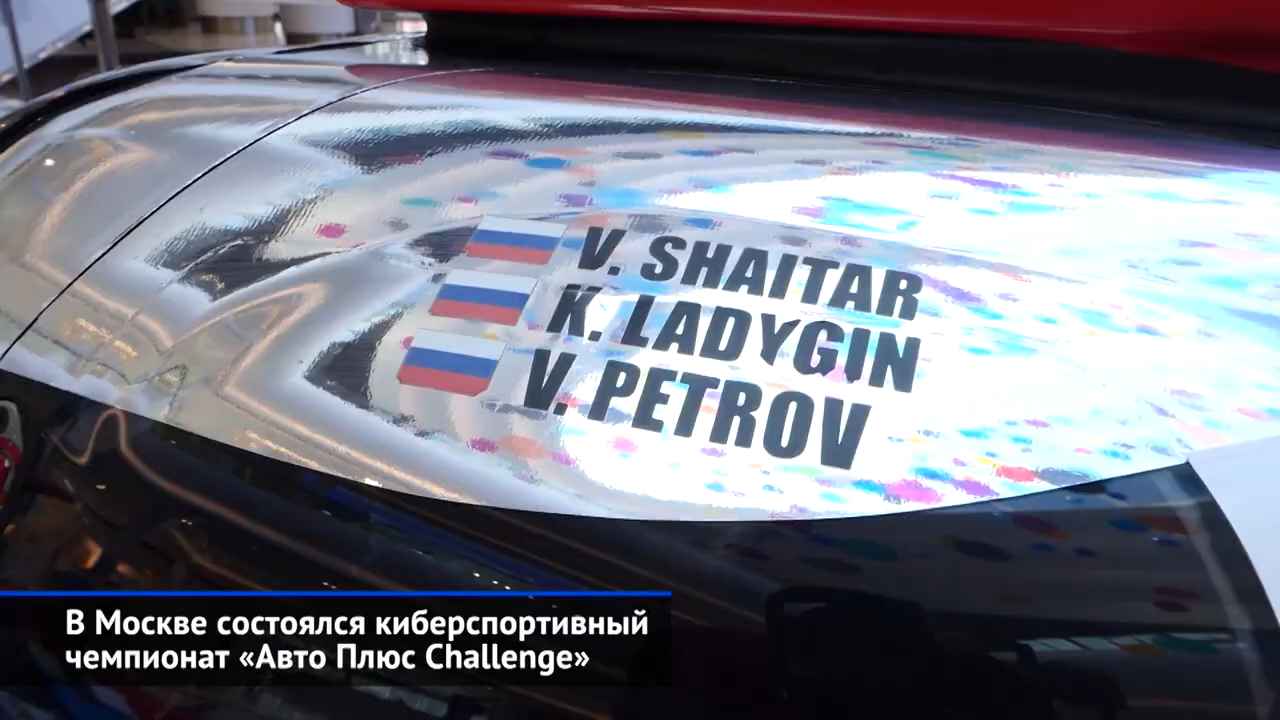 V. SHAITAR
K. LADYGIN
V. PETROV
В Москве состоялся киберспортивный
чемпионат «Авто Плюс Challenge»